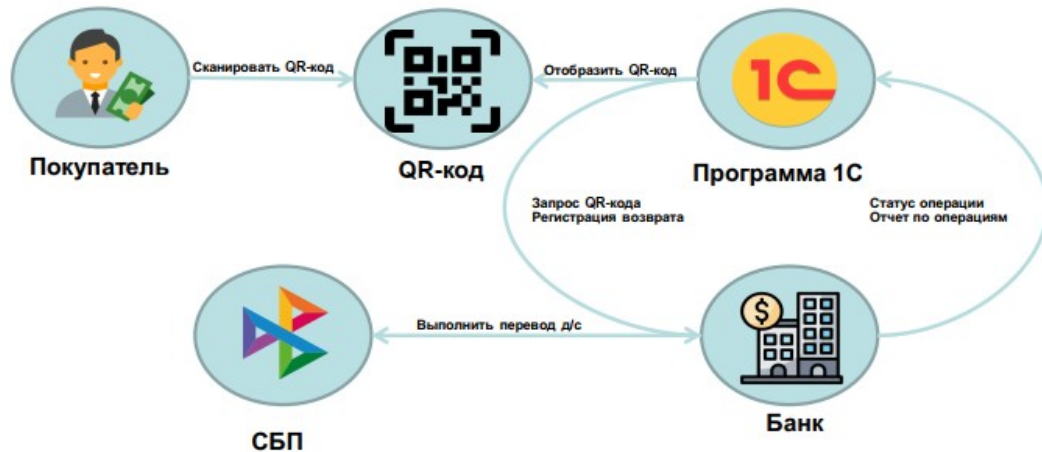 Сканировать QR-код
Отобразить QR-код
1С
Покупатель
QR-код
Программа 1С
Запрос QR-кода
Регистрация возврата
Статус операции
Отчет по операциям
Выполнить перевод д/с
$
СБП
Банк